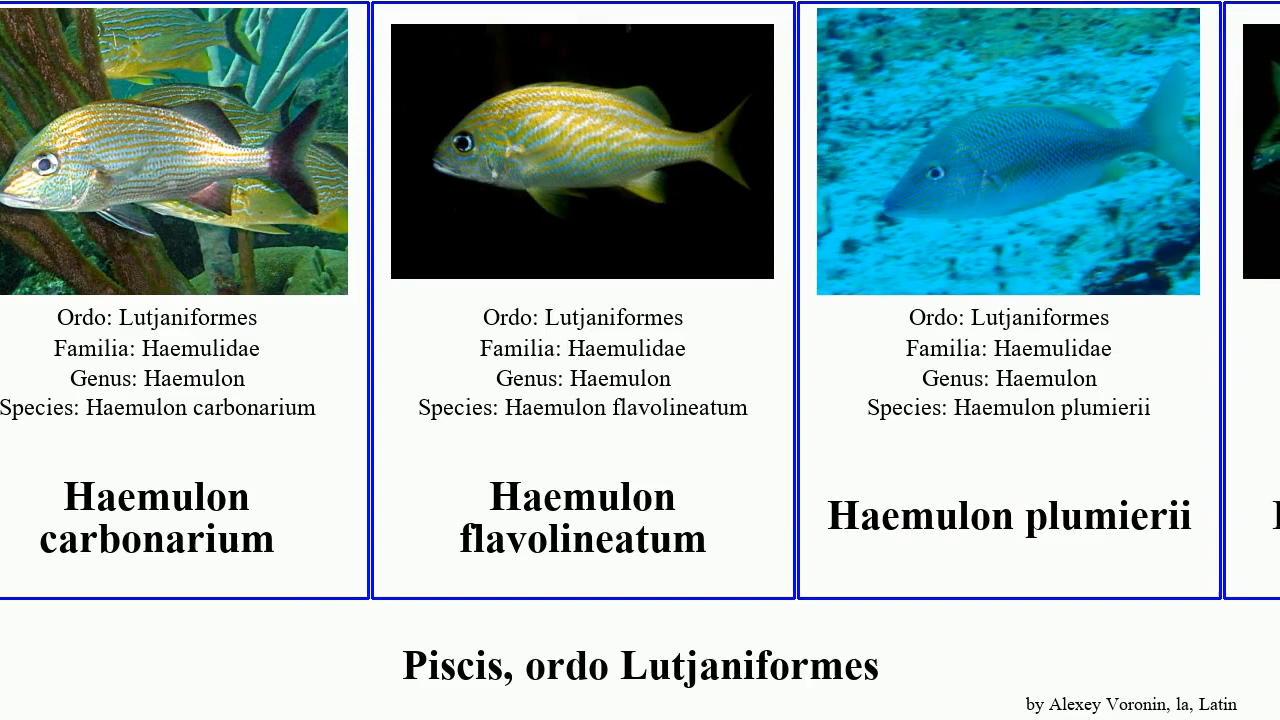 Ordo: Lutjaniformes
Familia: Haemulidae
Genus: Haemulon
Species: Haemulon carbonarium
Haemulon
carbonarium
Ordo: Lutjaniformes
Familia: Haemulidae
Genus: Haemulon
Species: Haemulon flavolineatum
Haemulon
flavolineatum
Ordo: Lutjaniformes
Familia: Haemulidae
Genus: Haemulon
Species: Haemulon plumierii
Haemulon plumierii
Piscis, ordo Lutjaniformes
by Alexey Voronin, la, Latin